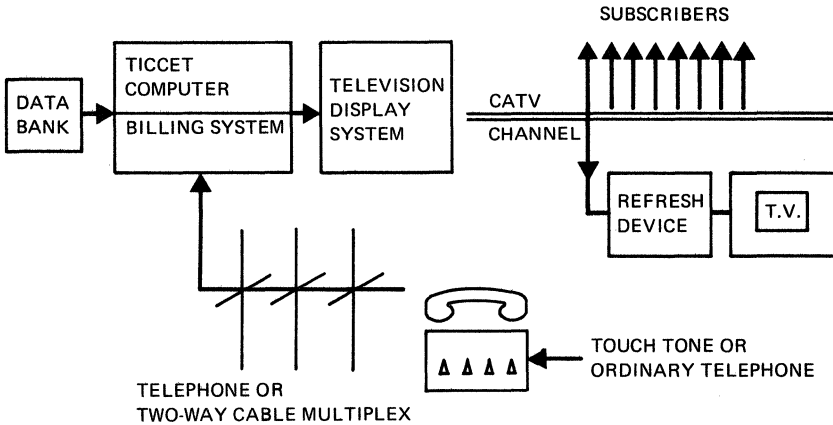 SUBSCRIBERS
TICCET
COMPUTER
BILLING SYSTEM
DATA
BANK
TELEVISION
DISPLAY
SYSTEM
CATV
CHANNEL
REFRESH
DEVICE
T.V.
TELEPHONE OR
TWO-WAY CABLE MULTIPLEX
TOUCH TONE OR
ORDINARY TELEPHONE